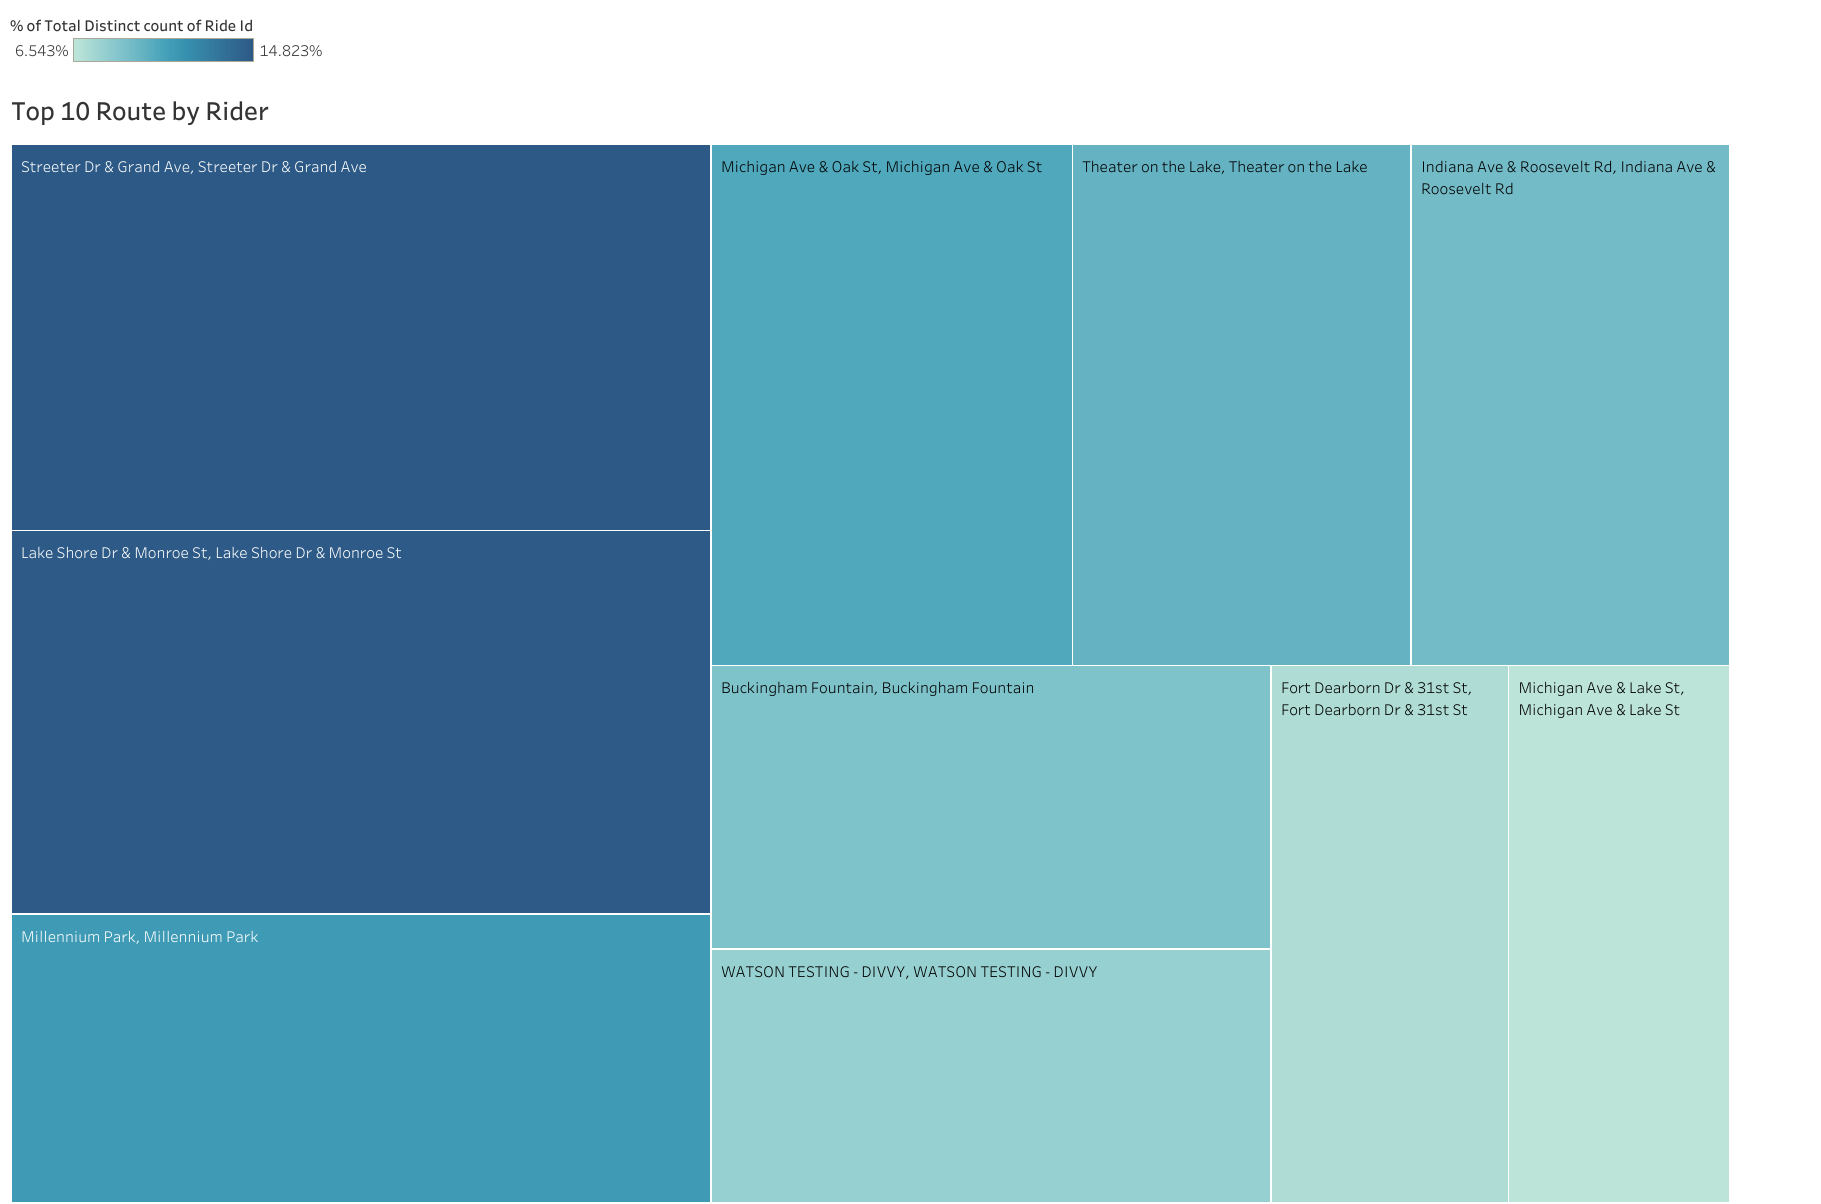 % of Total Distinct count of Ride Id
6.543% 14.823%
Top 10 Route by Rider
Streeter Dr & Grand Ave, Streeter Dr & Grand Ave
Michigan Ave & Oak St, Michigan Ave & Oak St
Theater on the Lake, Theater on the Lake
Indiana Ave & Roosevelt Rd, Indiana Ave &
Roosevelt Rd
Lake Shore Dr & Monroe St, Lake Shore Dr & Monroe St
Buckingham Fountain, Buckingham Fountain
Fort Dearborn Dr & 31st St,
Fort Dearborn Dr & 31st St
Michigan Ave & Lake St,
Michigan Ave & Lake St
Millennium Park, Millennium Park
WATSON TESTING - DIVVY, WATSON TESTING - DIVVY